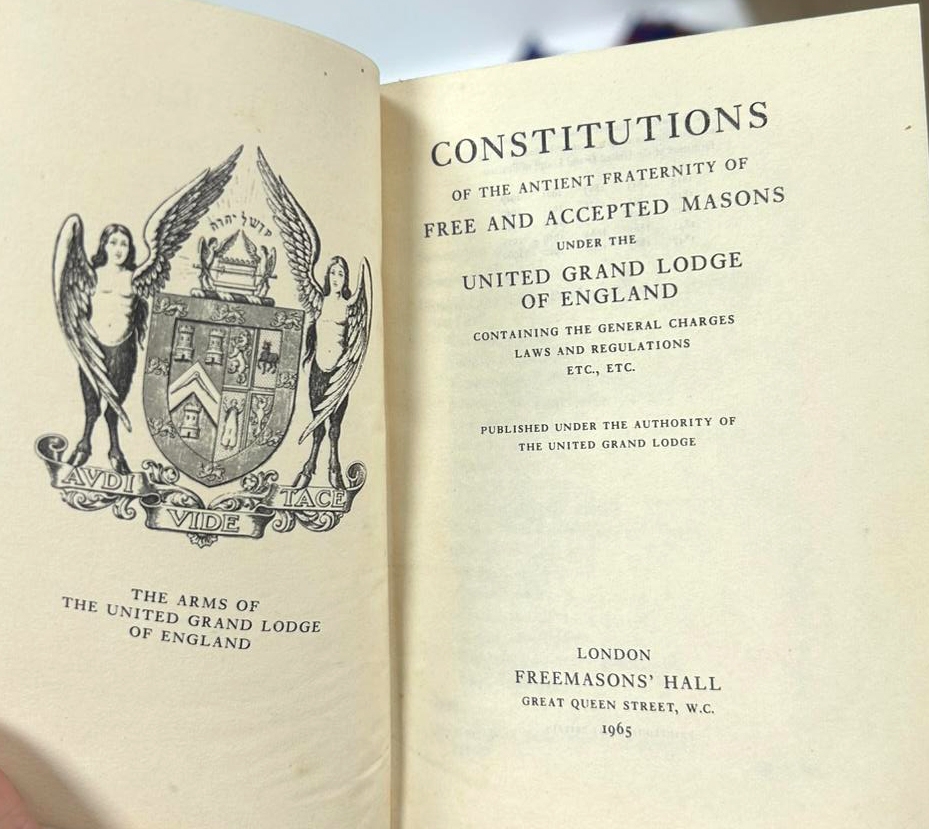 קדש ל יהוה
AVDI
VIDE
TACE
THE ARMS OF
THE UNITED GRAND LODGE
OF ENGLAND
CONSTITUTIONS
OF THE ANTIENT FRATERNITY OF
FREE AND ACCEPTED MASONS
UNDER THE
UNITED GRAND LODGE
OF ENGLAND
CONTAINING THE GENERAL CHARGES
LAWS AND REGULATIONS
ETC., ETC.
PUBLISHED UNDER THE AUTHORITY OF
THE UNITED GRAND LODGE
LONDON
FREEMASONS' HALL
GREAT QUEEN STREET, W.C.
1965